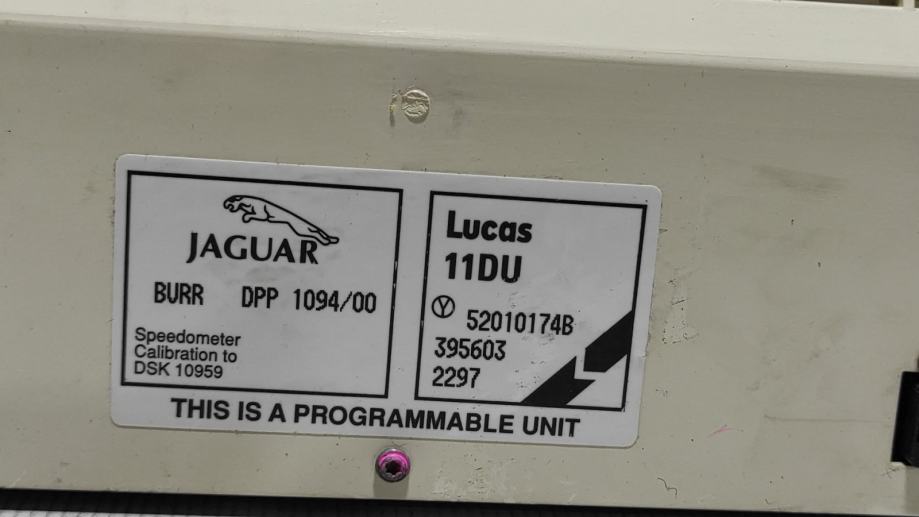 JAGUAR
BURR DPP 1094/00
Speedometer
Calibration to
DSK 10959
Lucas
11DU
Y 52010174B
395603
2297
THIS IS A PROGRAMMABLE UNIT